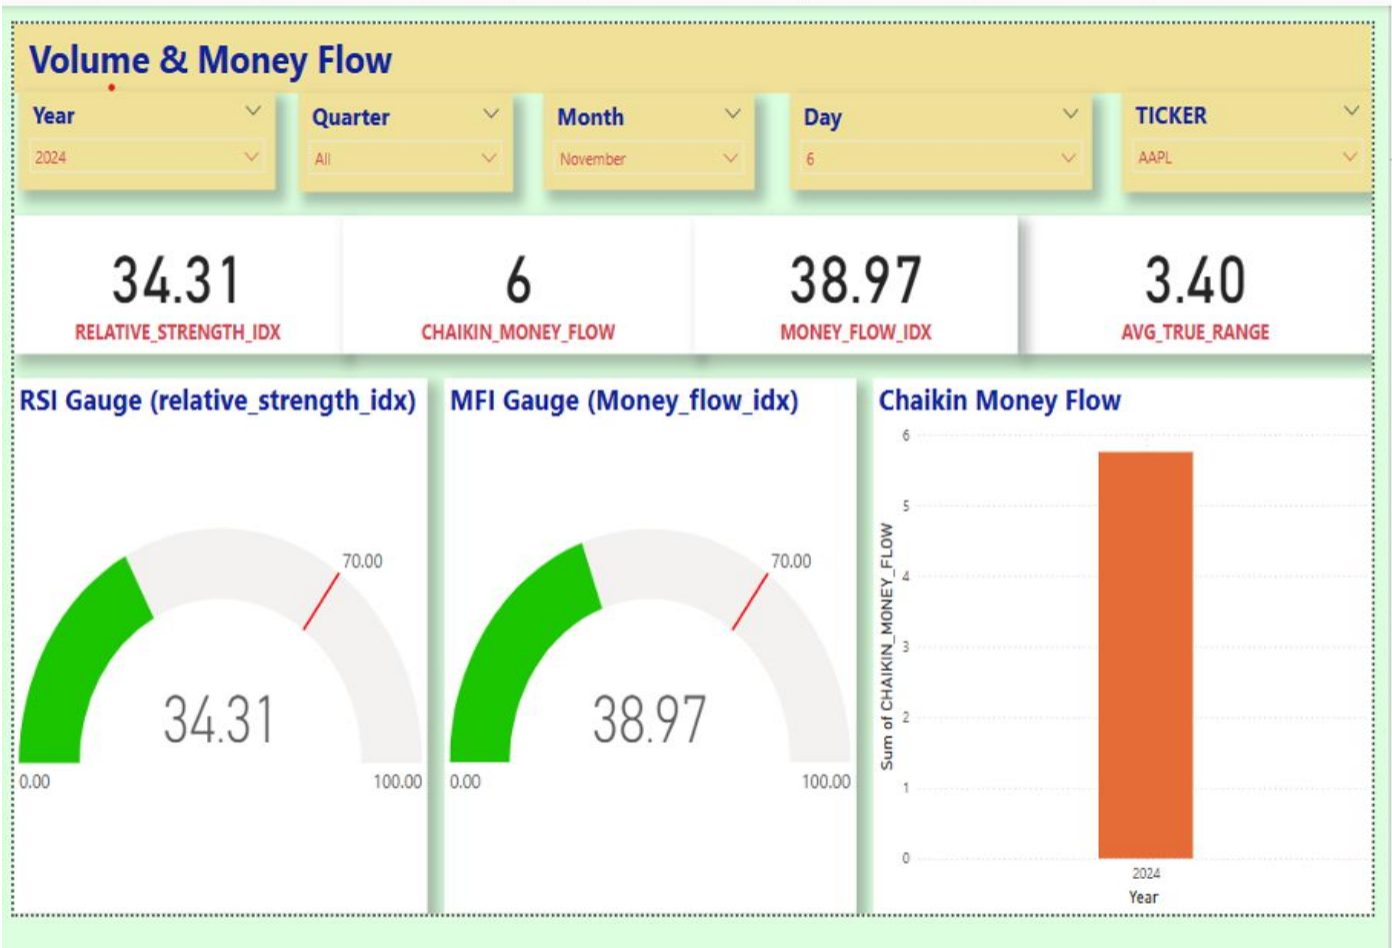 Volume & Money Flow
Year
2024
Quarter
All
Month
November
Day
6
TICKER
AAPL
34.31
RELATIVE_STRENGTH_IDX
6
CHAIKIN_MONEY_FLOW
38.97
MONEY_FLOW_IDX
3.40
AVG_TRUE_RANGE
RSI Gauge (relative_strength_idx)
70.00
34.31
0.00
100.00
MFI Gauge (Money_flow_idx)
70.00
38.97
0.00
100.00
Chaikin Money Flow
Sum of CHAIKIN_MONEY_FLOW
6
5
4
3
2
1
0
2024
Year